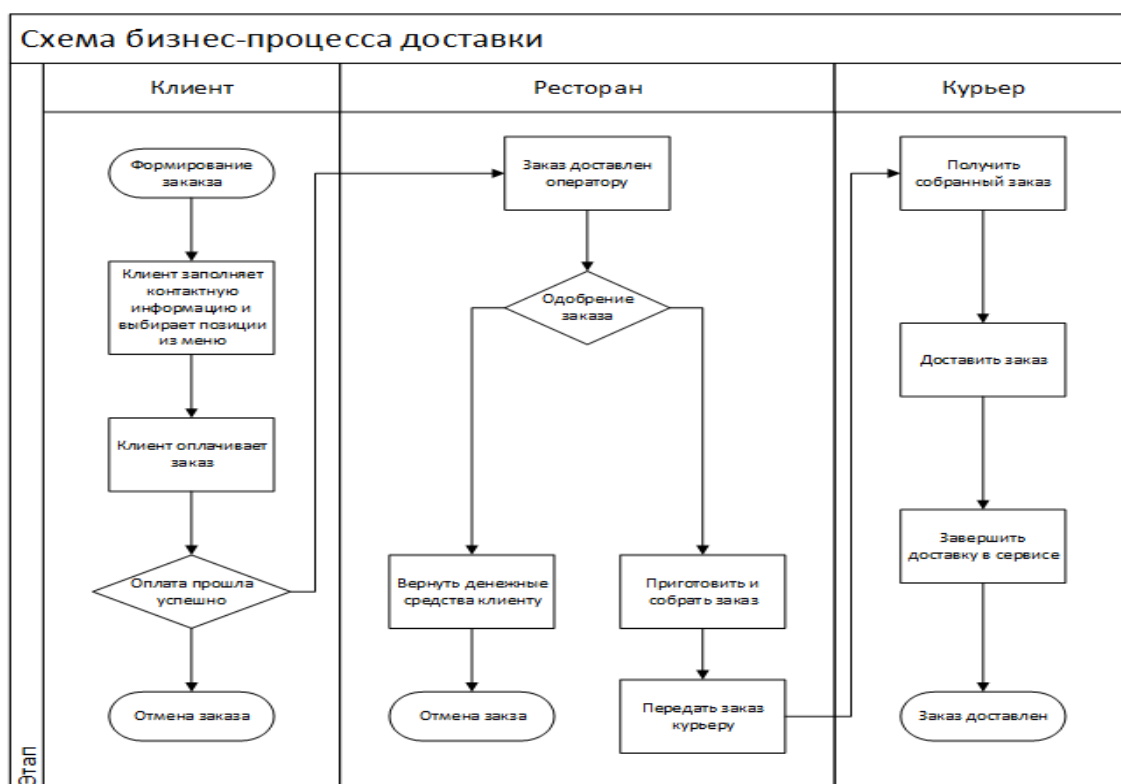 Схема бизнес-процесса доставки
Клиент
Ресторан
Курьер
Формирование
закакза
Клиент заполняет
контактную
информацию и
выбирает позиции
из меню
Клиент оплачивает
заказ
Оплата прошла
успешно
Отмена заказа
Заказ доставлен
оператору
Одобрение
заказа
Вернуть денежные
средства клиенту
Отмена закза
Приготовить и
собрать заказ
Передать заказ
курьеру
Получить
собранный заказ
Доставить заказ
Завершить
доставку в сервисе
Заказ доставлен
Этап